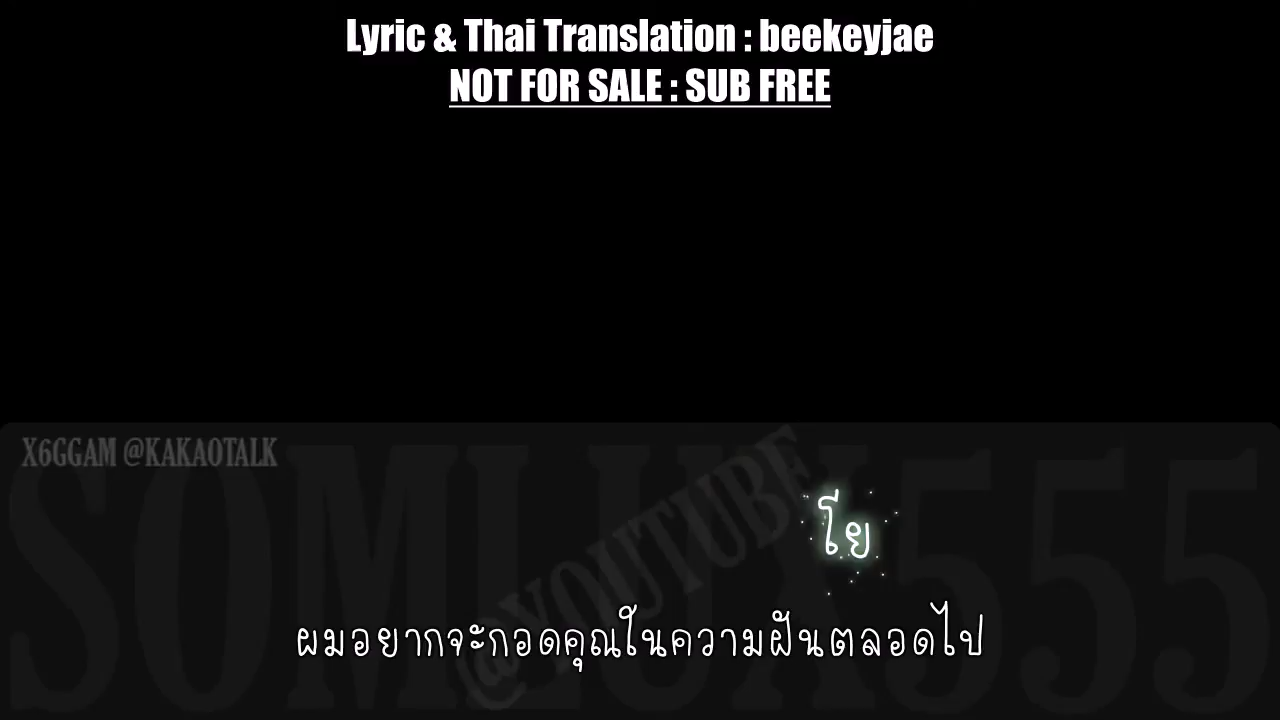 Lyric & Thai Translation : beekeyjae
NOT FOR SALE : SUB FREE
X6GGAM @KAKAOTALK
SOMLUX555
@YOUTUBE
โย
ผมอยากจะกอดคุณในความฝันตลอดไป